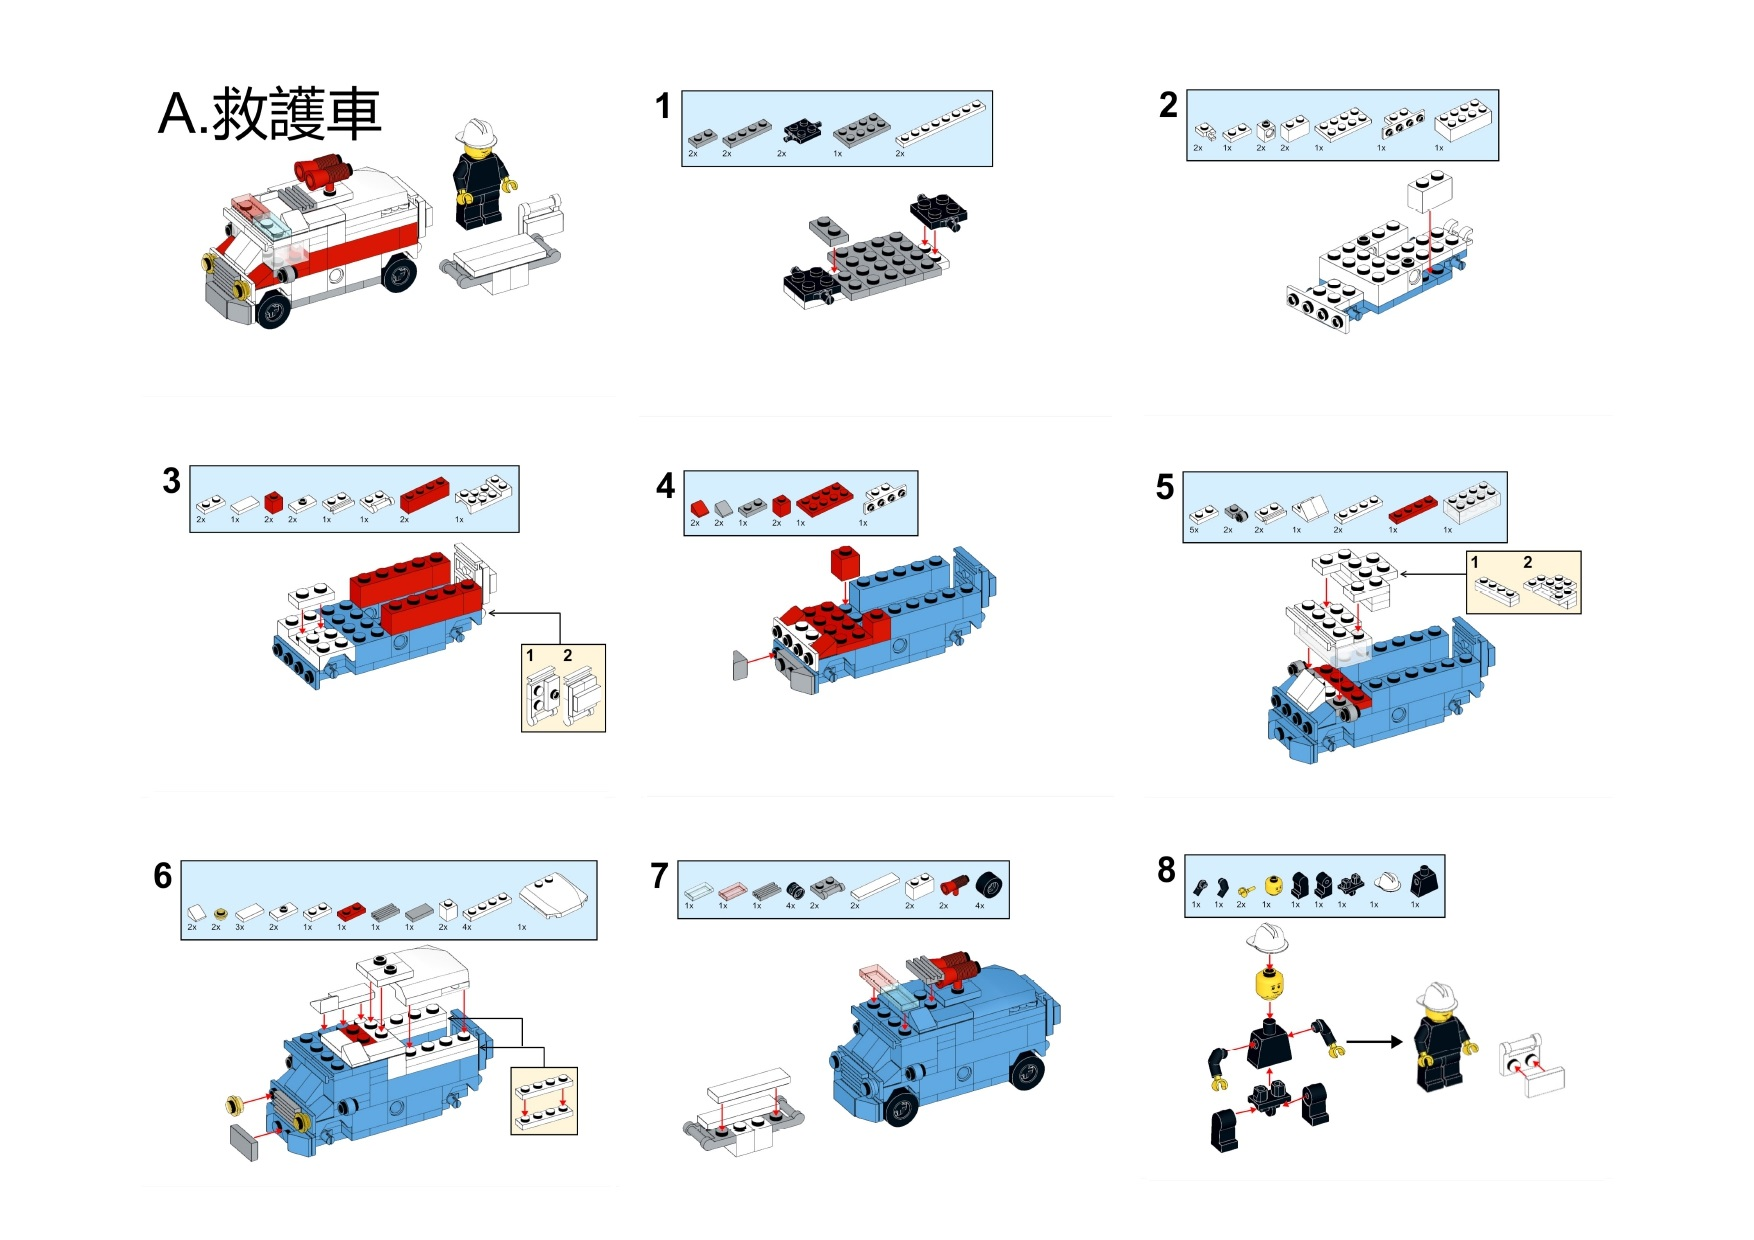 A.救護車
1
2x 2x 2x 1x 2x
2
2x 1x 2x 2x 1x 1x 1x
3
2x 1x 2x 2x 1x 1x 2x 1x
1 2
4
2x 2x 1x 2x 1x 1x
5
5x 2x 2x 1x 2x 1x 1x
1 2
6
2x 2x 3x 2x 1x 1x 1x 1x 2x 4x 1x
7
1x 1x 1x 4x 2x 2x 2x 2x 4x
8
1x 1x 2x 1x 1x 1x 1x 1x 1x